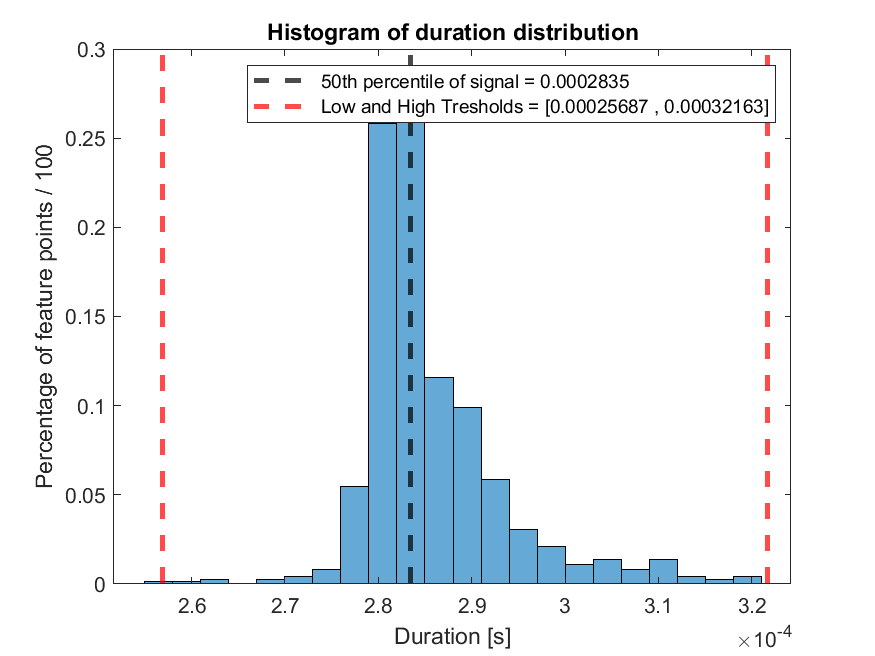 Histogram of duration distribution
0.3
50th percentile of signal = 0.0002835
Low and High Tresholds = [0.00025687 , 0.00032163]
0.25
0.2
0.15
0.1
0.05
0
Percentage of feature points / 100
2.6 2.7 2.8 2.9 3 3.1 3.2
Duration [s]
×10-4